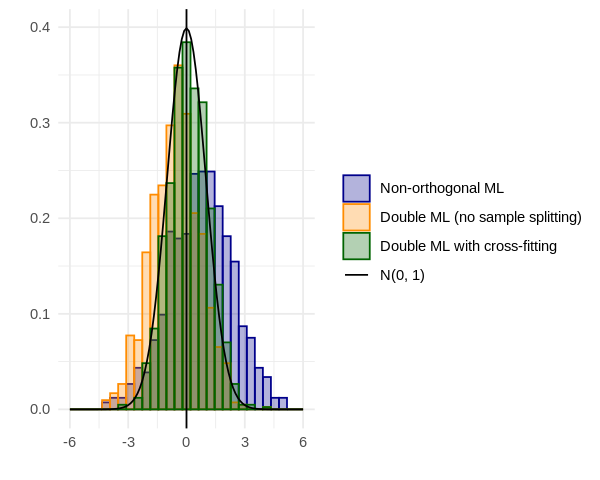 0.4
0.3
0.2
0.1
0.0
-6 -3 0 3 6
Non-orthogonal ML
Double ML (no sample splitting)
Double ML with cross-fitting
N(0, 1)